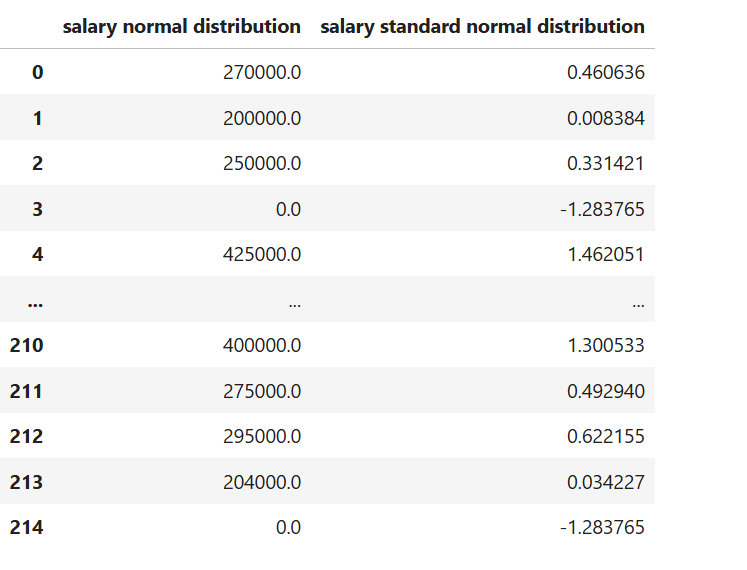 salary normal distribution salary standard normal distribution
0 270000.0 0.460636
1 200000.0 0.008384
2 250000.0 0.331421
3 0.0 -1.283765
4 425000.0 1.462051
... ... ...
210 400000.0 1.300533
211 275000.0 0.492940
212 295000.0 0.622155
213 204000.0 0.034227
214 0.0 -1.283765